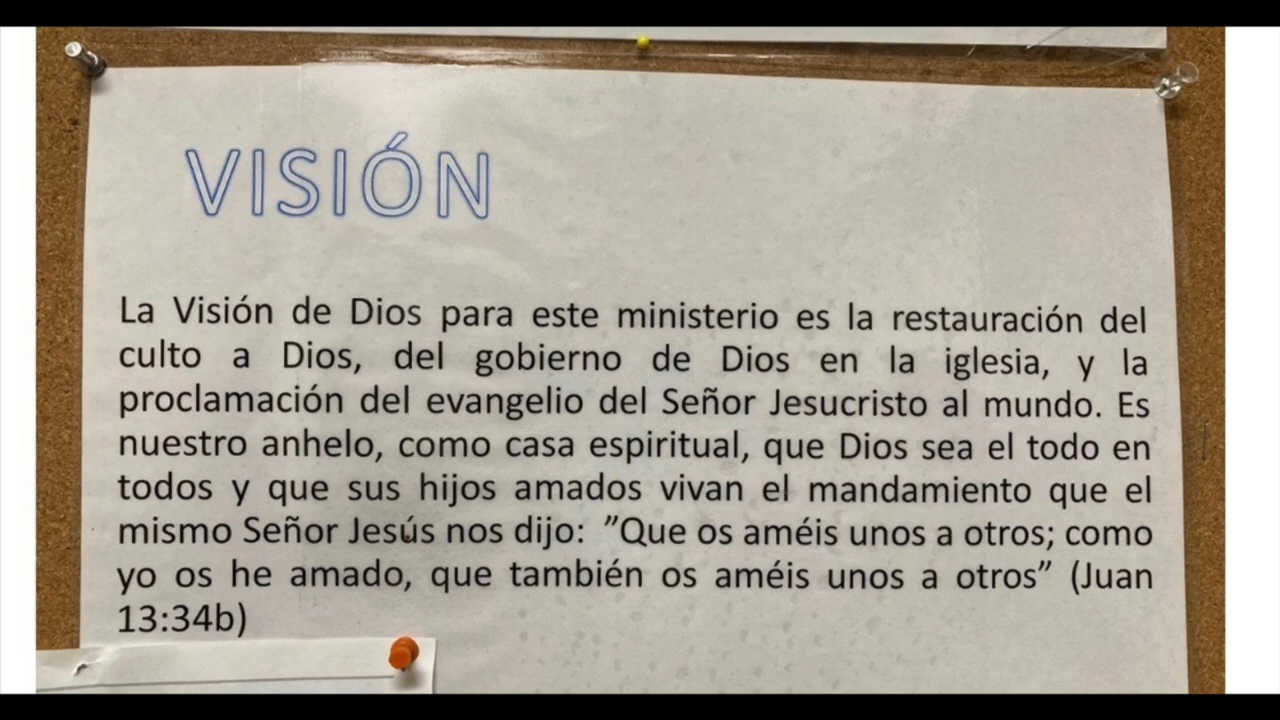 VISIÓN
La Visión de Dios para este ministerio es la restauración del
culto a Dios, del gobierno de Dios en la iglesia, y la
proclamación del evangelio del Señor Jesucristo al mundo. Es
nuestro anhelo, como casa espiritual, que Dios sea el todo en
todos y que sus hijos amados vivan el mandamiento que el
mismo Señor Jesús nos dijo: ”Que os améis unos a otros; como
yo os he amado, que también os améis unos a otros” (Juan
13:34b)